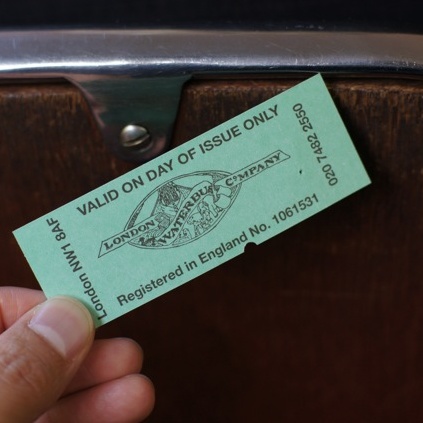 VALID ON DAY OF ISSUE ONLY
LONDON WATERBUS CºMPANY
Registered in England No. 1061531
London NW1 8AF
020 7482 2550